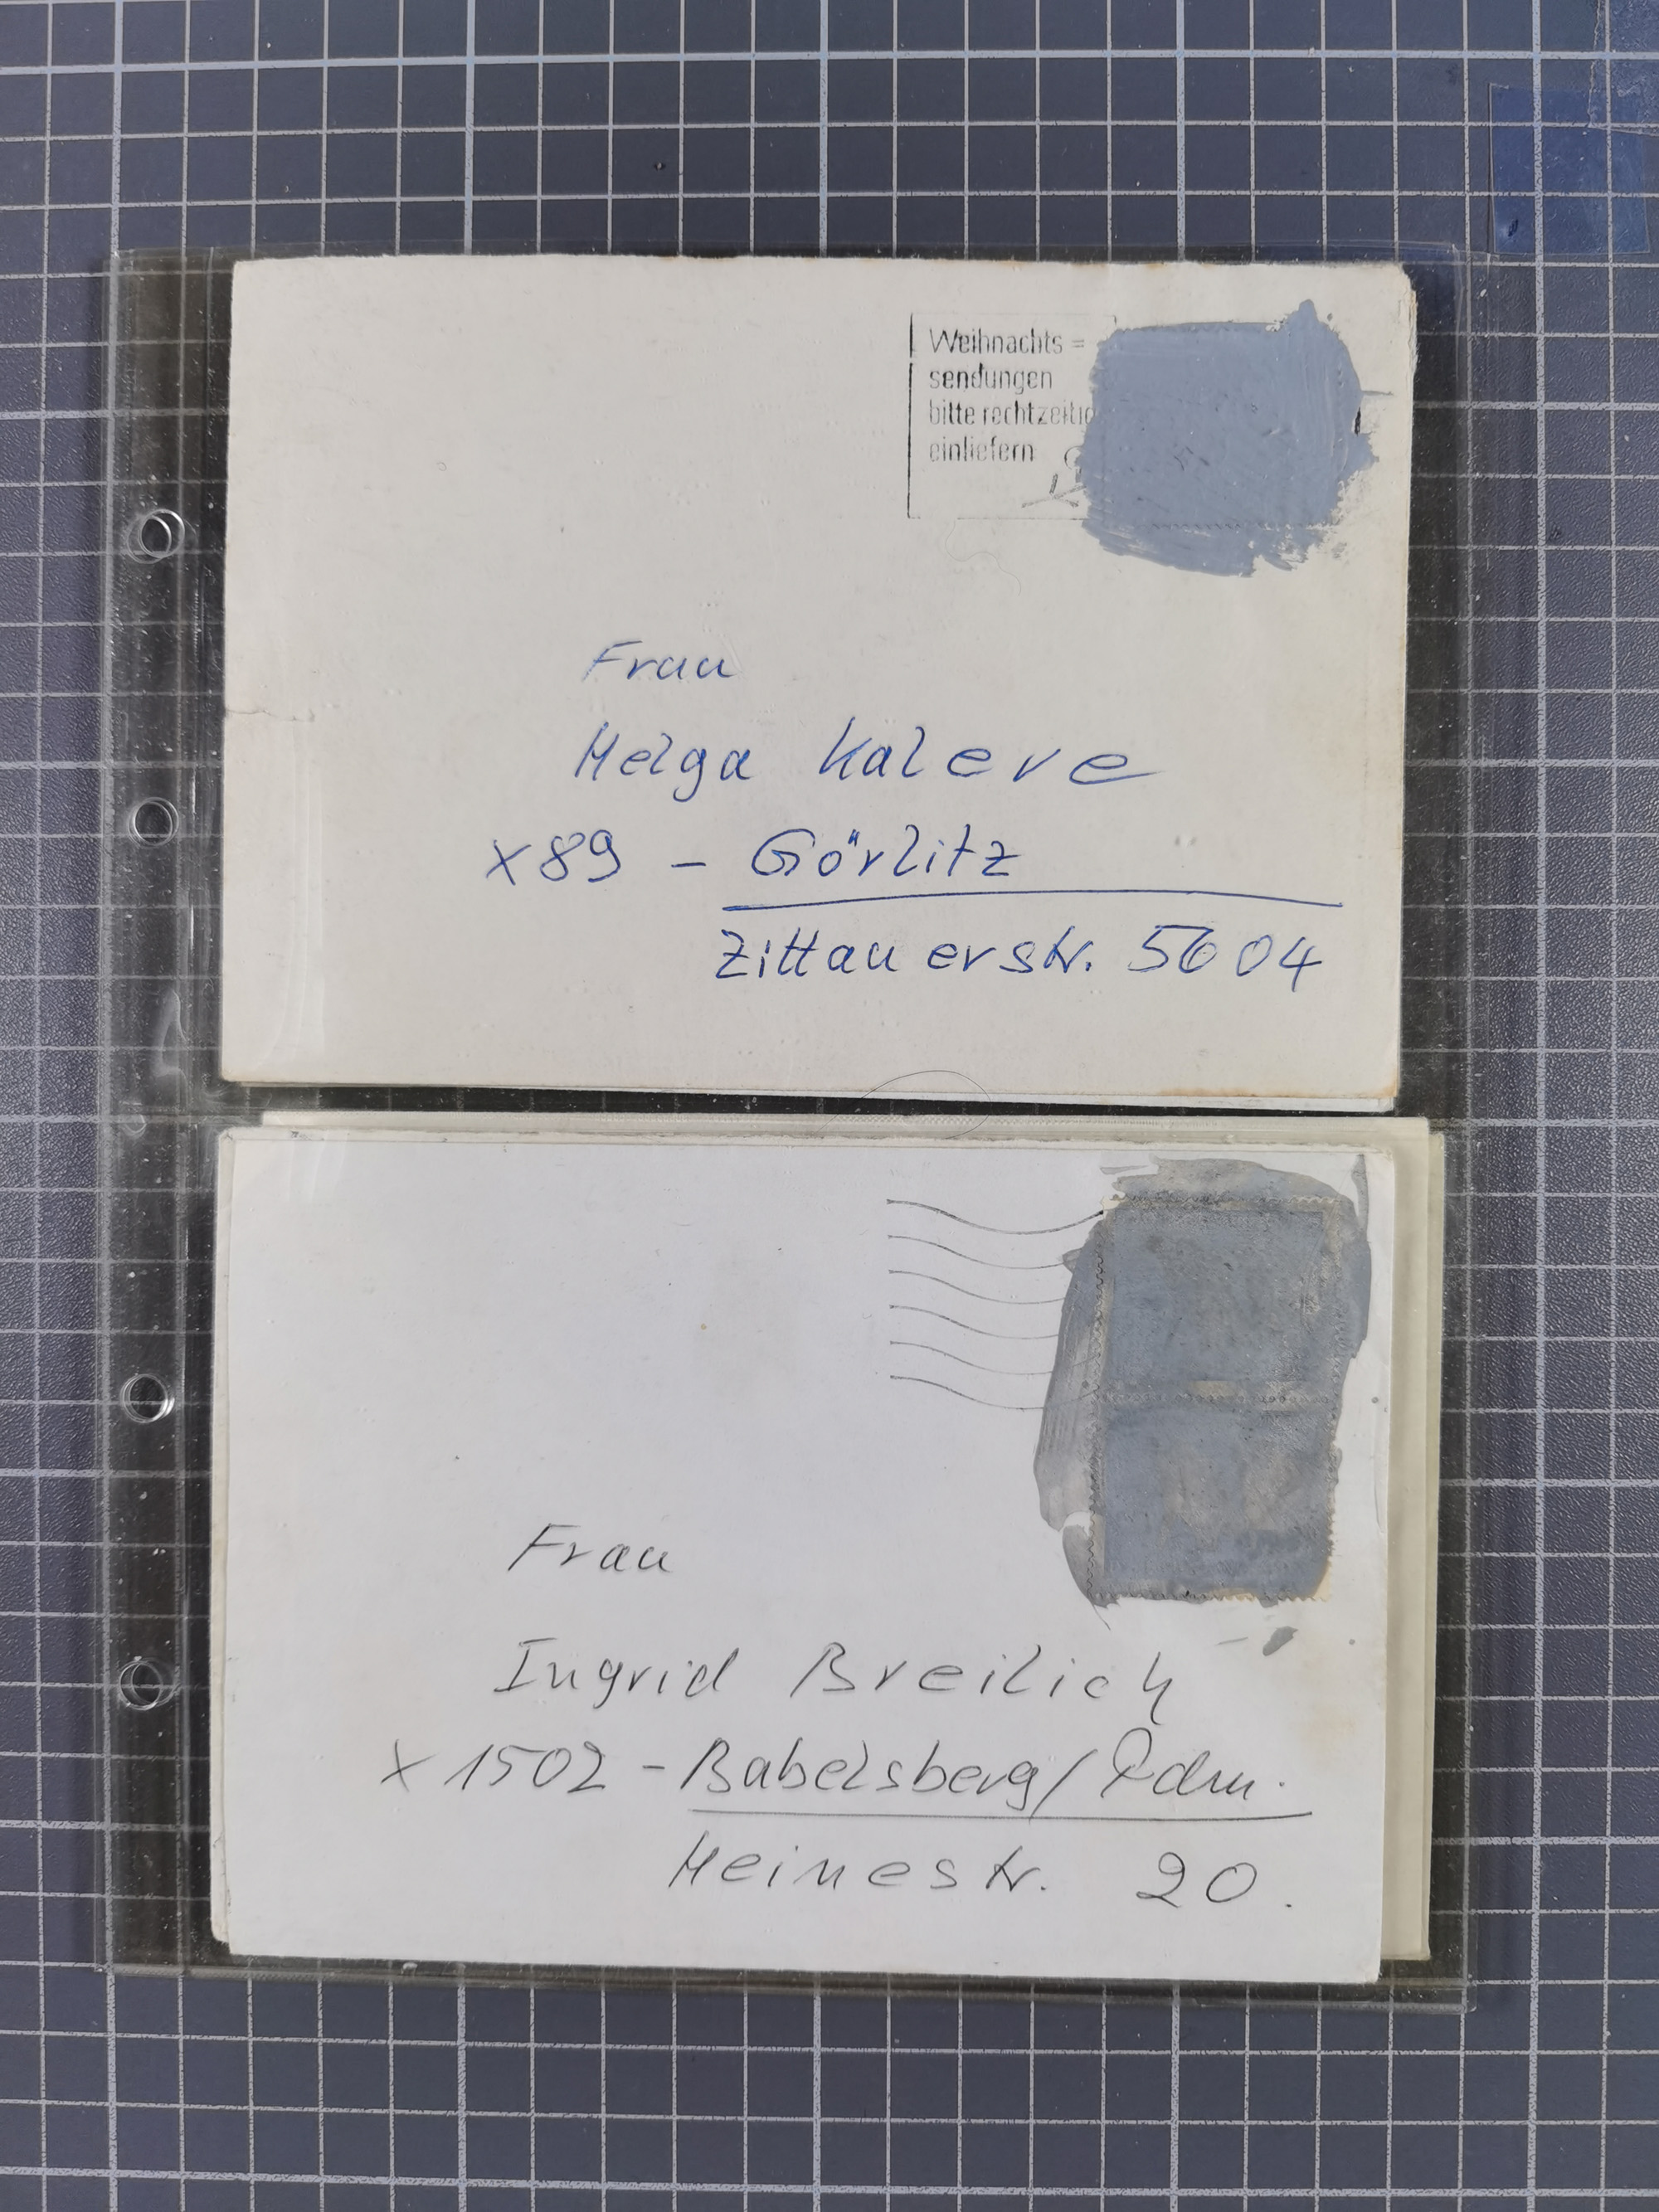 Weihnachts=
sendungen
bitte rechtzeitig
einliefern
Frau
Helga Kaleve
X89 - Görlitz
Zittauerstr. 5604
Frau
Ingrid Breilich
X1502 - Babelsberg/Pdm.
Heinestr. 20.